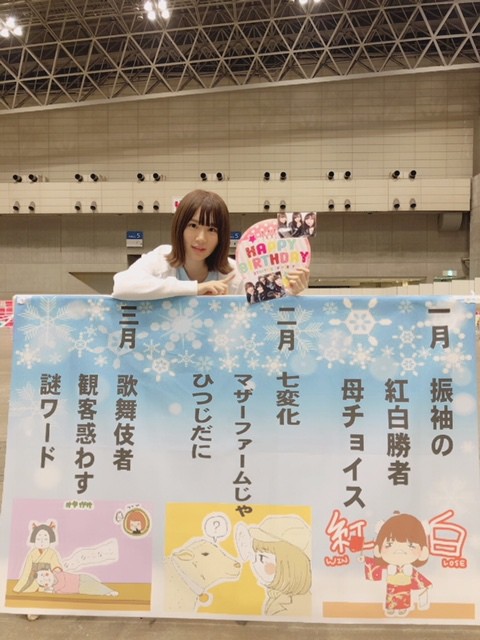 HAPPY
BIRTHDAY
一月
振袖の
紅白勝者
母チョイス
紅
白
WIN
LOSE
二月
七変化
マザーファームじゃ
ひつじだに
?
三月
歌舞伎者
観客惑わす
謎ワード